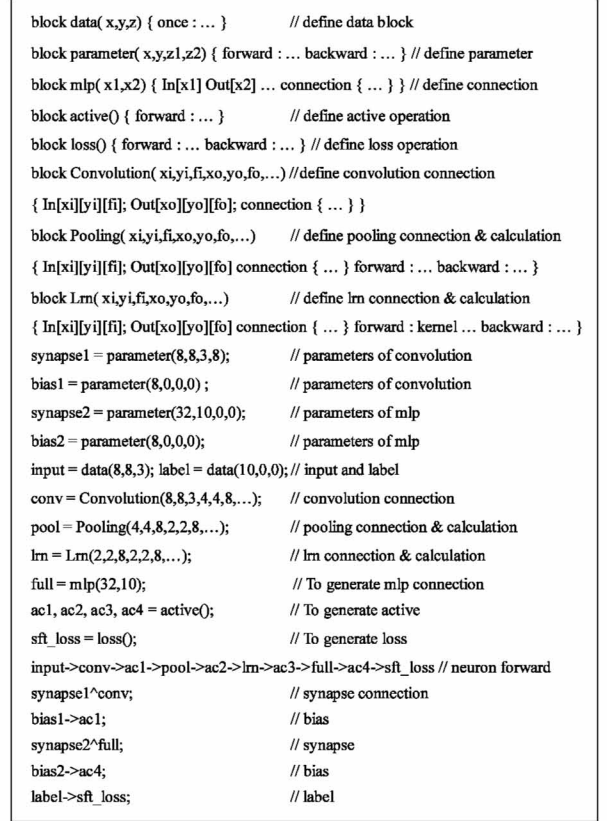 block data( x,y,z) { once : … } // define data block
block parameter( x,y,z1,z2) { forward : … backward : … } // define parameter
block mlp( x1,x2) { In[x1] Out[x2] … connection { … } } // define connection
block active() { forward : … } // define active operation
block loss() { forward : … backward : … } // define loss operation
block Convolution( xi,yi,fi,xo,yo,fo,…) //define convolution connection
{ In[xi][yi][fi]; Out[xo][yo][fo]; connection { … } }
block Pooling( xi,yi,fi,xo,yo,fo,…) // define pooling connection & calculation
{ In[xi][yi][fi]; Out[xo][yo][fo] connection { … } forward : … backward : … }
block Lrn( xi,yi,fi,xo,yo,fo,…) // define lrn connection & calculation
{ In[xi][yi][fi]; Out[xo][yo][fo] connection { … } forward : kernel … backward : … }
synapse1 = parameter(8,8,3,8); // parameters of convolution
bias1 = parameter(8,0,0,0) ; // parameters of convolution
synapse2 = parameter(32,10,0,0); // parameters of mlp
bias2 = parameter(8,0,0,0); // parameters of mlp
input = data(8,8,3); label = data(10,0,0); // input and label
conv = Convolution(8,8,3,4,4,8,…); // convolution connection
pool = Pooling(4,4,8,2,2,8,…); // pooling connection & calculation
lrn = Lrn(2,2,8,2,2,8,…); // lrn connection & calculation
full = mlp(32,10); // To generate mlp connection
ac1, ac2, ac3, ac4 = active(); // To generate active
sft_loss = loss(); // To generate loss
input->conv->ac1->pool->ac2->lrn->ac3->full->ac4->sft_loss // neuron forward
synapse1^conv; // synapse connection
bias1->ac1; // bias
synapse2^full; // synapse
bias2->ac4; // bias
label->sft_loss; // label